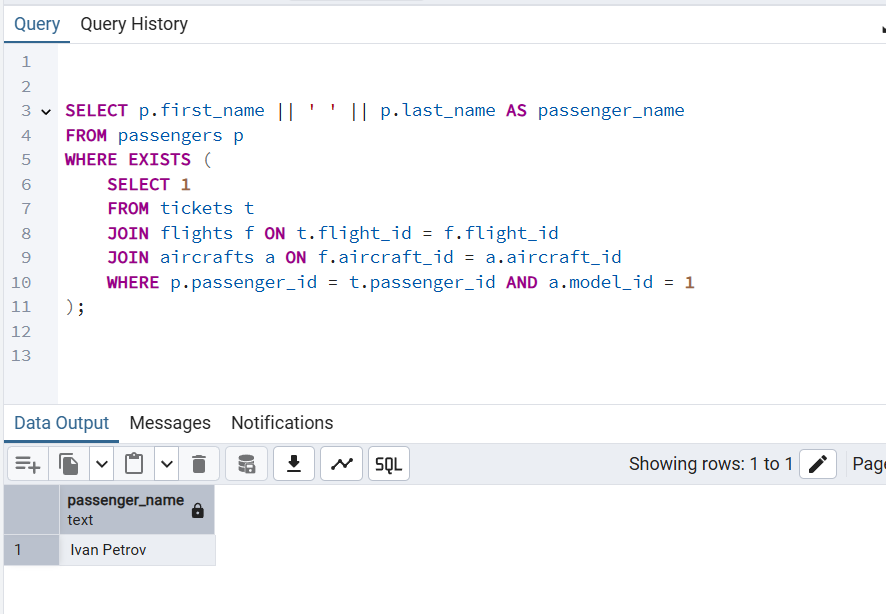 Query Query History
1
2
3 SELECT p.first_name || ' ' || p.last_name AS passenger_name
4 FROM passengers p
5 WHERE EXISTS (
6 SELECT 1
7 FROM tickets t
8 JOIN flights f ON t.flight_id = f.flight_id
9 JOIN aircrafts a ON f.aircraft_id = a.aircraft_id
10 WHERE p.passenger_id = t.passenger_id AND a.model_id = 1
11 );
12
13
Data Output Messages Notifications
SQL Showing rows: 1 to 1
passenger_name
text
1 Ivan Petrov